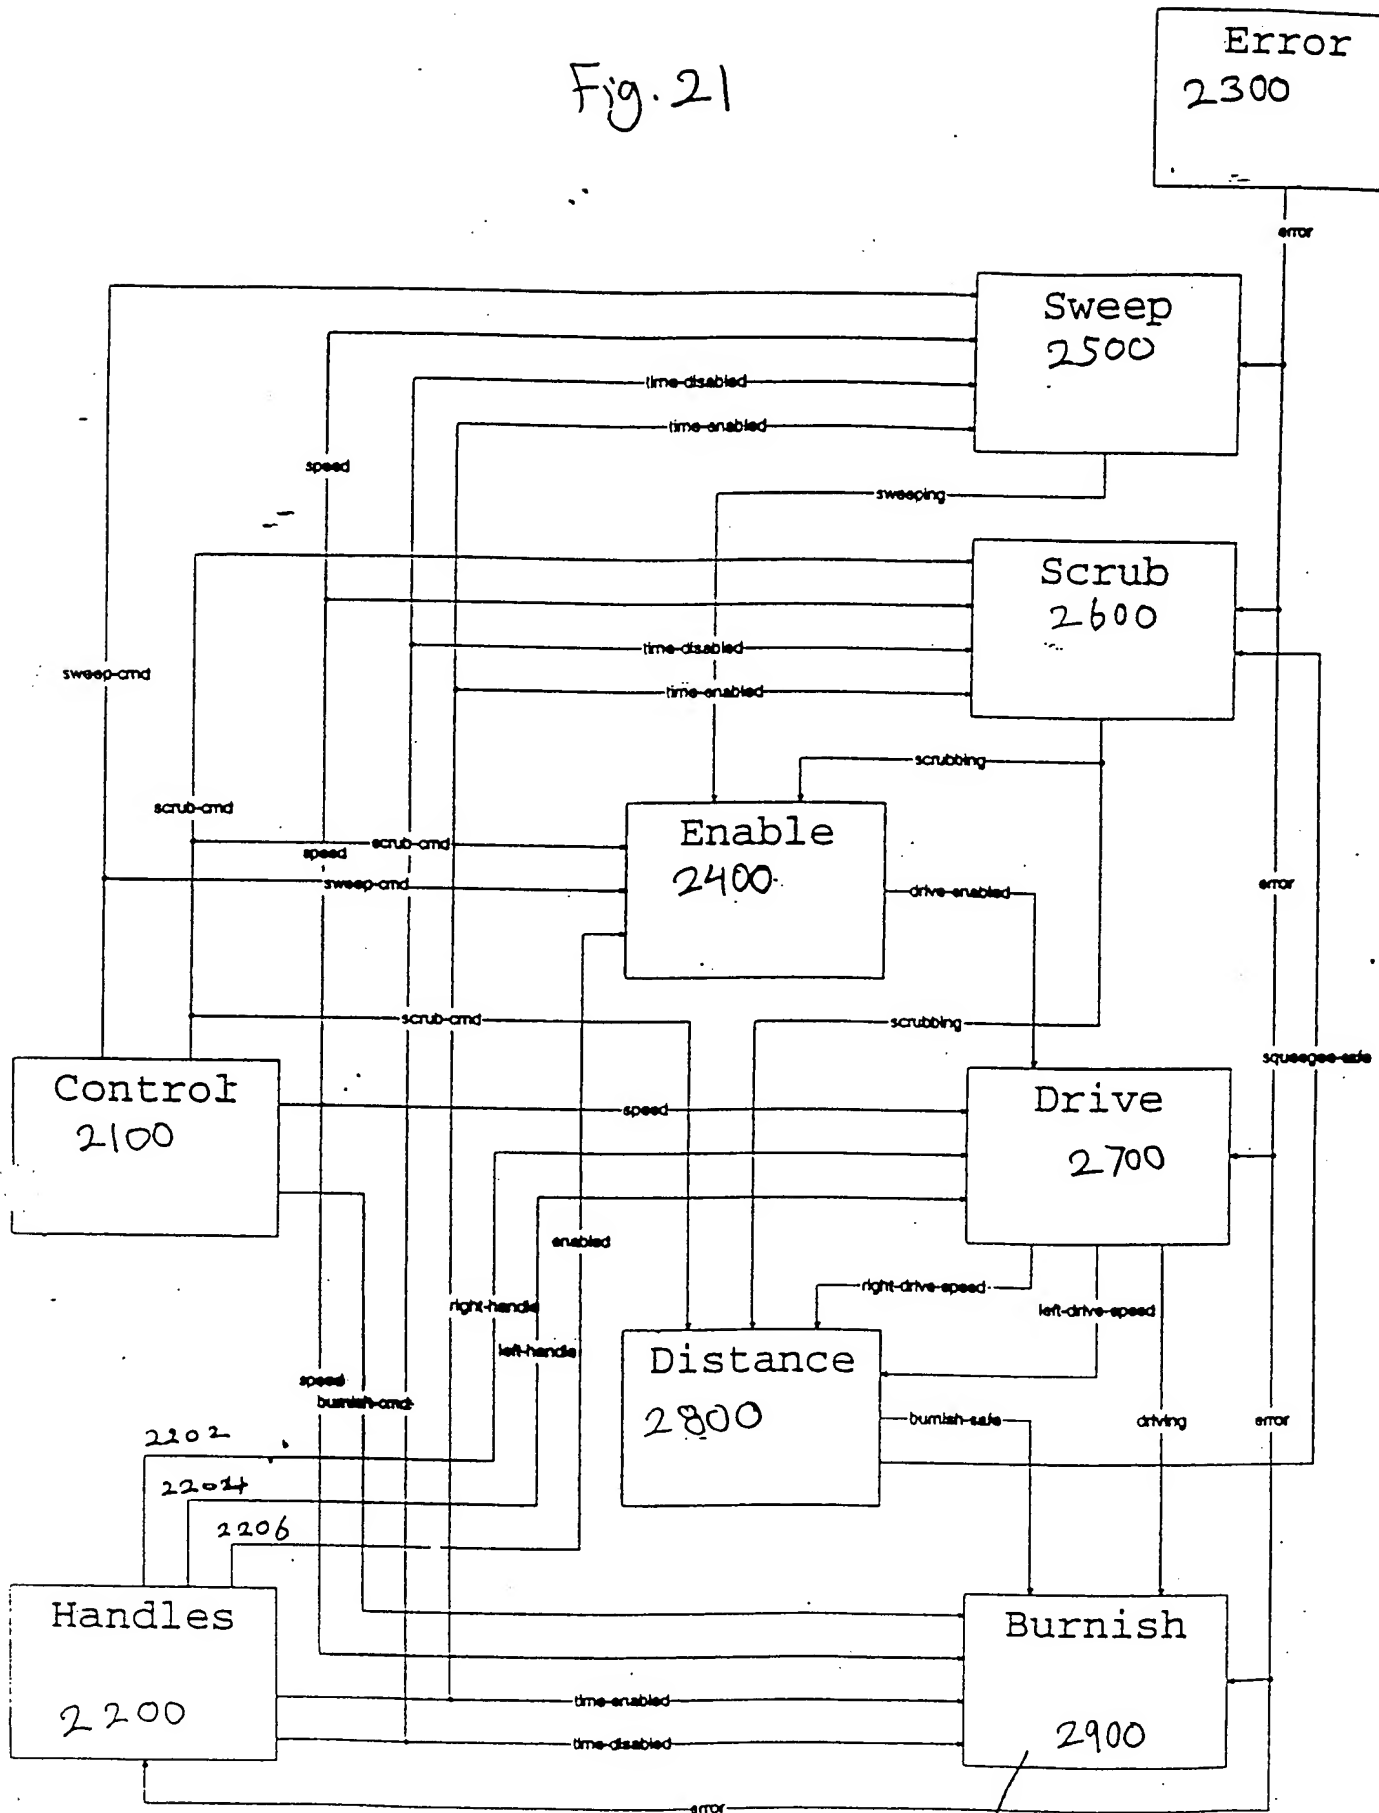 Fig. 21
Error
2300
error
Sweep
2500
time-disabled
time-enabled
speed
sweeping
Scrub
2600
time-disabled
time-enabled
sweep-cmd
scrubbing
scrub-cmd
Enable
2400
scrub-cmd
speed
sweep-cmd
drive-enabled
error
scrub-cmd
scrubbing
squeegee-safe
Control
2100
Drive
2700
speed
enabled
right-handle
left-handle
right-drive-speed
left-drive-speed
Distance
2800
speed
burnish-cmd
burnish-safe
driving
error
2202
2204
2206
Handles
2200
Burnish
2900
time-enabled
time-disabled
error